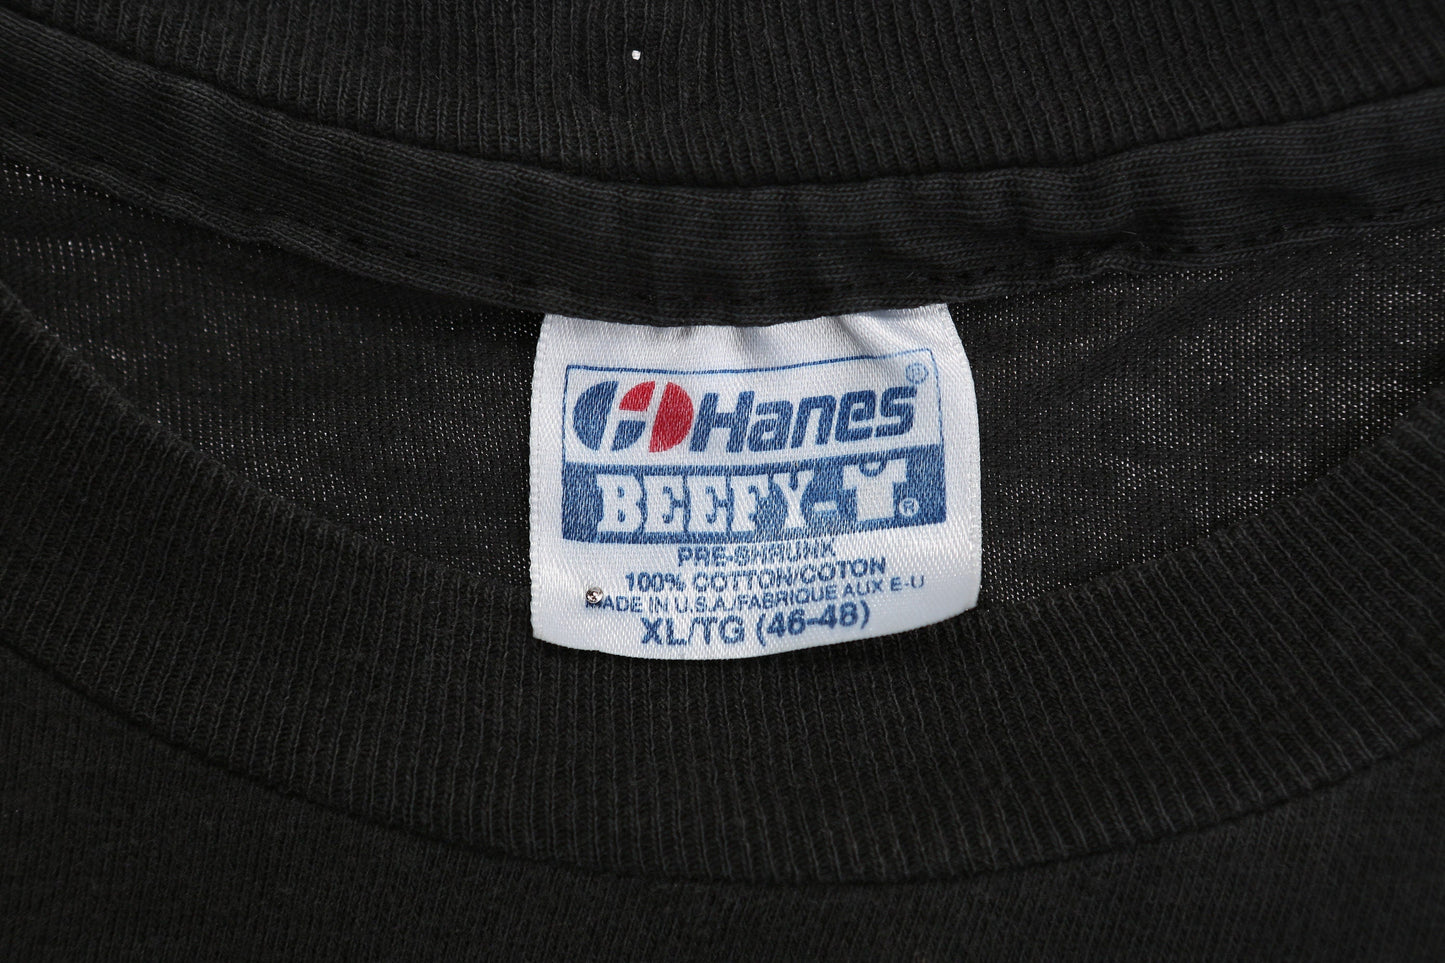 Hanes®
BEEFY-T®
PRE-SHRUNK
100% COTTON/COTON
MADE IN U.S.A./FABRIQUE AUX E-U
XL/TG (46-48)